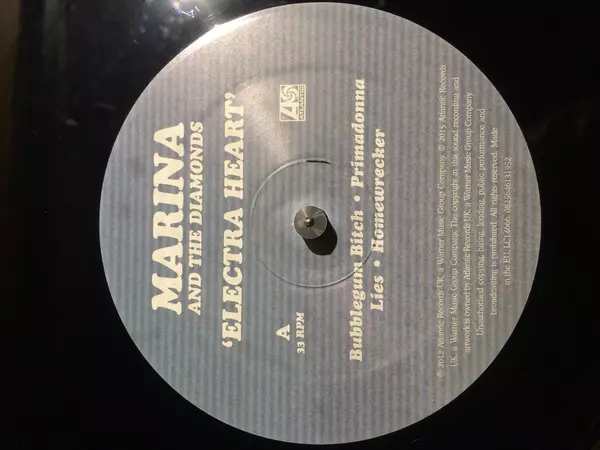 MARINA
AND THE DIAMONDS
'ELECTRA HEART'
ATLANTIC
A
33 RPM
Bubblegum Bitch • Primadonna
Lies • Homewrecker
℗ 2012 Atlantic Records UK, a Warner Music Group Company. © 2015 Atlantic Records
UK, a Warner Music Group Company. The copyright in this sound recording and
artwork is owned by Atlantic Records UK, a Warner Music Group Company.
Unauthorised copying, hiring, lending, public performance and
broadcasting is prohibited. All rights reserved. Made
in the EU. LC14666. 0825646131952